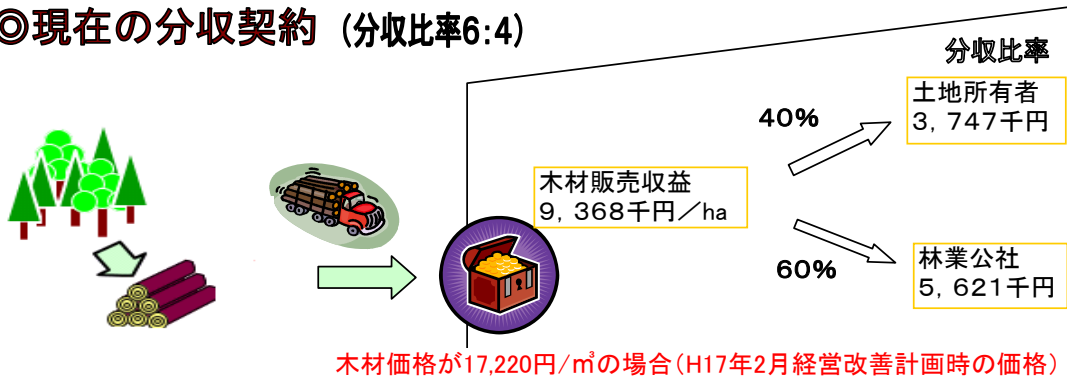 ◎現在の分収契約 (分収比率6:4)
分収比率
土地所有者
3,747千円
40%
木材販売収益
9,368千円／ha
60%
林業公社
5,621千円
木材価格が17,220円/㎥の場合(H17年2月経営改善計画時の価格)